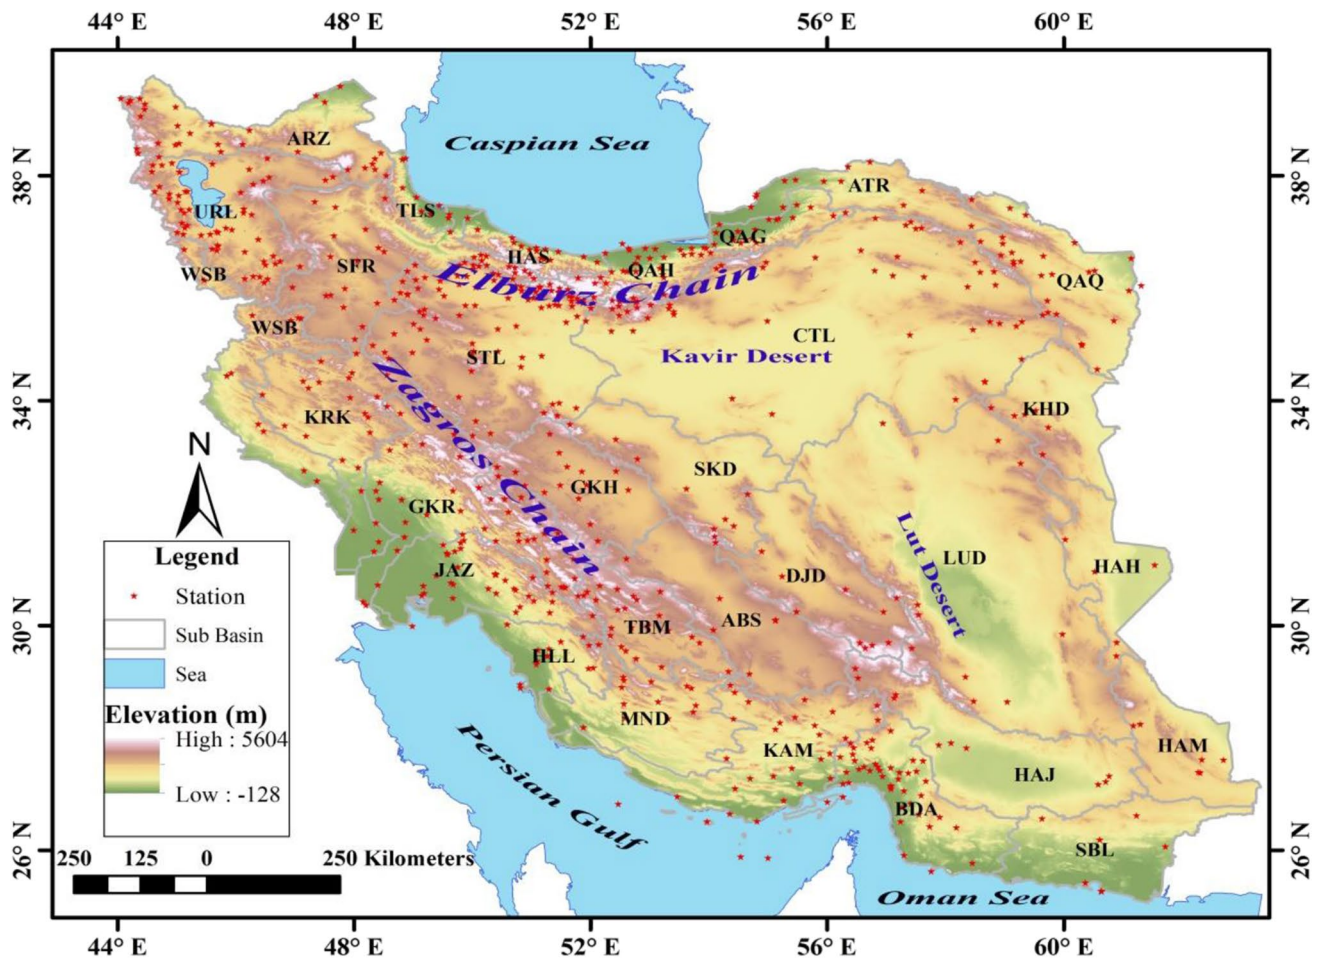 44° E 48° E 52° E 56° E 60° E
38° N
34° N
30° N
26° N
38° N
34° N
30° N
26° N
Caspian Sea
ARZ
ATR
URL
TLS
QAG
HAS
WSB
SFR
QAH
QAQ
Elburz Chain
WSB
CTL
STL
Kavir Desert
Zagros Chain
KRK
KHD
N
SKD
GKH
GKR
Lut Desert
LUD
HAH
JAZ
DJD
ABS
TBM
HLL
MND
KAM
HAM
HAJ
Persian Gulf
BDA
SBL
Oman Sea
Legend
Station
Sub Basin
Sea
Elevation (m)
High : 5604
Low : -128
250 125 0 250 Kilometers
44° E 48° E 52° E 56° E 60° E